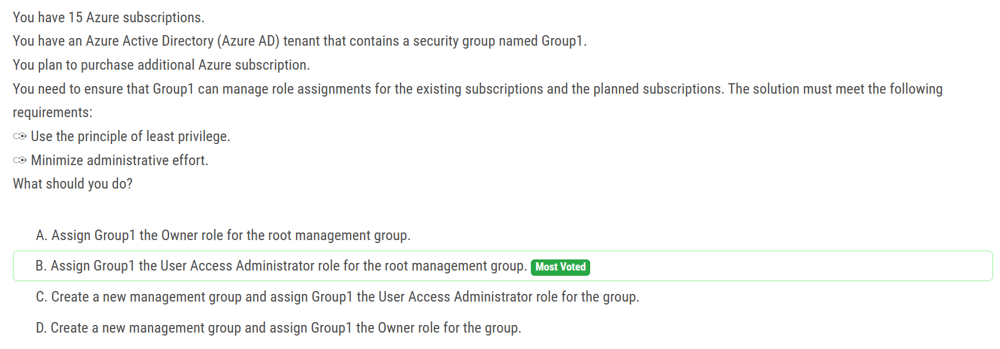 You have 15 Azure subscriptions.
You have an Azure Active Directory (Azure AD) tenant that contains a security group named Group1.
You plan to purchase additional Azure subscription.
You need to ensure that Group1 can manage role assignments for the existing subscriptions and the planned subscriptions. The solution must meet the following
requirements:
Use the principle of least privilege.
Minimize administrative effort.
What should you do?
A. Assign Group1 the Owner role for the root management group.
B. Assign Group1 the User Access Administrator role for the root management group. Most Voted
C. Create a new management group and assign Group1 the User Access Administrator role for the group.
D. Create a new management group and assign Group1 the Owner role for the group.